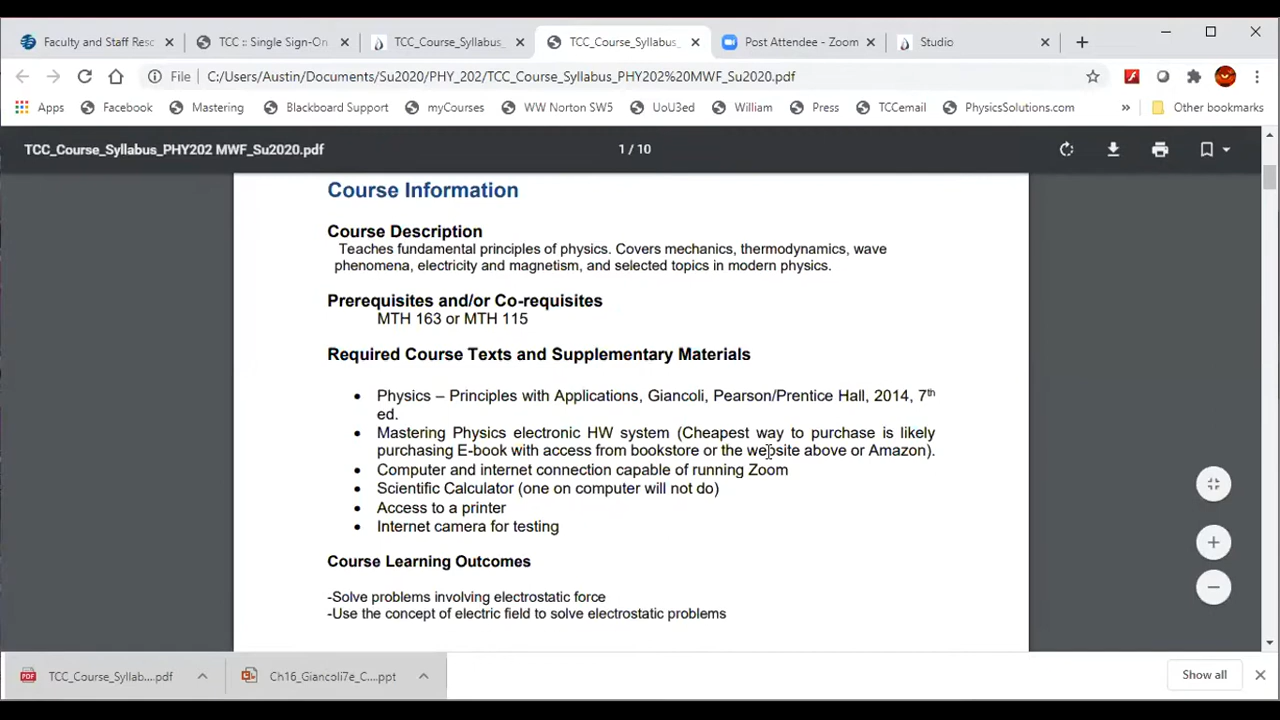 Faculty and Staff Resc
TCC :: Single Sign-On
TCC_Course_Syllabus_
TCC_Course_Syllabus_
Post Attendee - Zoom
Studio
File
C:/Users/Austin/Documents/Su2020/PHY_202/TCC_Course_Syllabus_PHY202%20MWF_Su2020.pdf
Apps
Facebook
Mastering
Blackboard Support
myCourses
WW Norton SW5
UoU3ed
William
Press
TCCemail
PhysicsSolutions.com
»
Other bookmarks
TCC_Course_Syllabus_PHY202 MWF_Su2020.pdf
1 / 10
Course Information
Course Description
Teaches fundamental principles of physics. Covers mechanics, thermodynamics, wave
phenomena, electricity and magnetism, and selected topics in modern physics.
Prerequisites and/or Co-requisites
MTH 163 or MTH 115
Required Course Texts and Supplementary Materials
• Physics – Principles with Applications, Giancoli, Pearson/Prentice Hall, 2014, 7th
ed.
• Mastering Physics electronic HW system (Cheapest way to purchase is likely
purchasing E-book with access from bookstore or the website above or Amazon).
• Computer and internet connection capable of running Zoom
• Scientific Calculator (one on computer will not do)
• Access to a printer
• Internet camera for testing
Course Learning Outcomes
-Solve problems involving electrostatic force
-Use the concept of electric field to solve electrostatic problems
TCC_Course_Syllab....pdf
Ch16_Giancoli7e_C....ppt
Show all